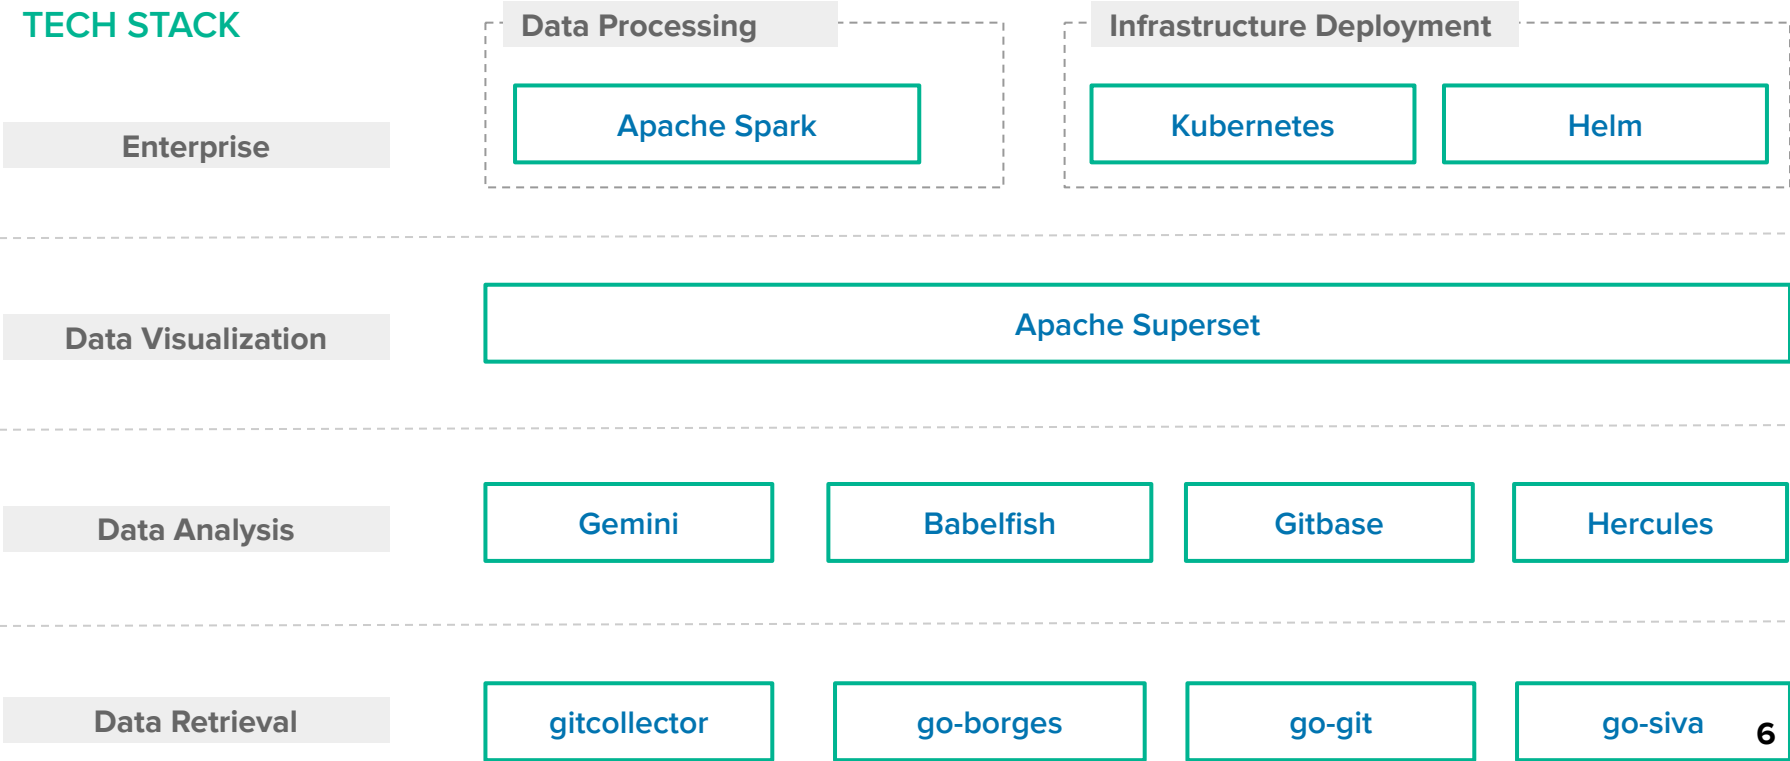 TECH STACK
Data Processing
Infrastructure Deployment
Enterprise
Apache Spark
Kubernetes
Helm
Data Visualization
Apache Superset
Data Analysis
Gemini
Babelfish
Gitbase
Hercules
Data Retrieval
gitcollector
go-borges
go-git
go-siva
6